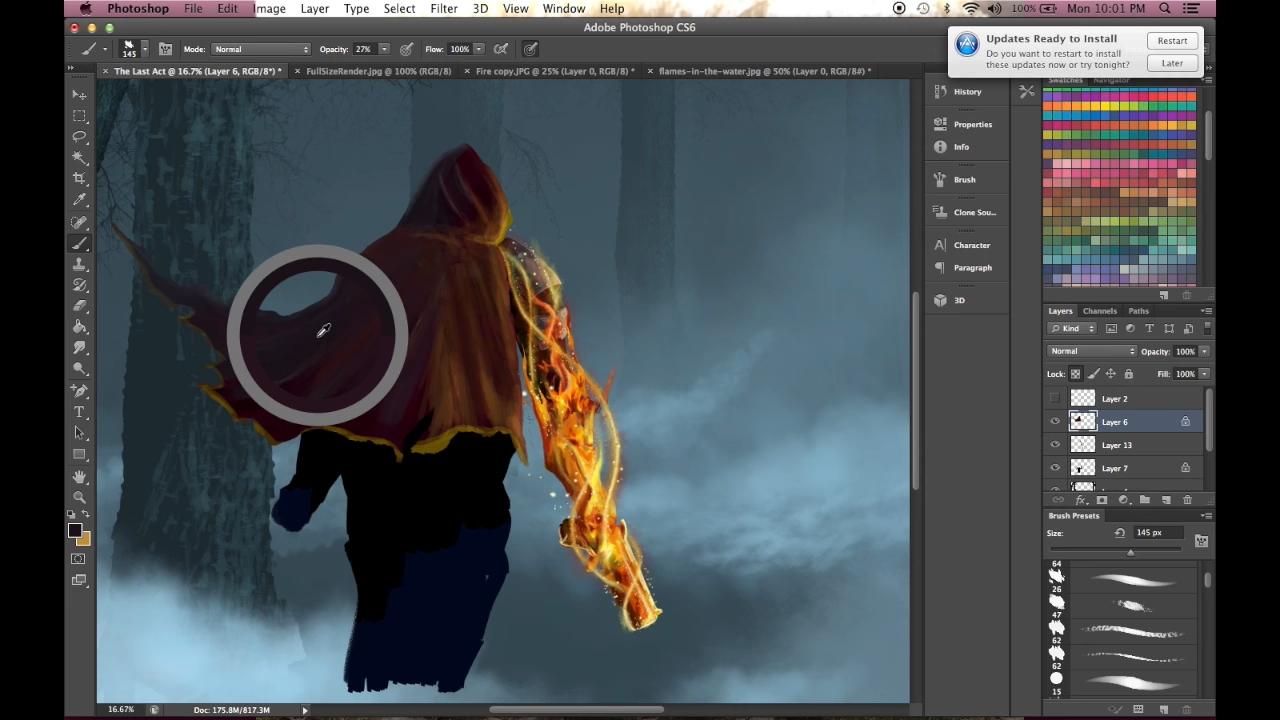 Photoshop File Edit Image Layer Type Select Filter 3D View Window Help 100% Mon 10:01 PM
Adobe Photoshop CS6
145 Mode: Normal Opacity: 27% Flow: 100%
Updates Ready to Install
Do you want to restart to install
these updates now or try tonight?
Restart
Later
The Last Act @ 16.7% (Layer 6, RGB/8) * FullSizeRender.jpg @ 100% (RGB/8) Fire copy.JPG @ 25% (Layer 0, RGB/8) * flames-in-the-water.jpg @ 50% (Layer 0, RGB/8#) *
Swatches Navigator
History
Properties
Info
Brush
Clone Sou...
Character
Paragraph
3D
Layers Channels Paths
Kind
Normal Opacity: 100%
Lock: Fill: 100%
Layer 2
Layer 6
Layer 13
Layer 7
Brush Presets
Size: 145 px
64
26
47
62
62
15
16.67% Doc: 175.8M/817.3M